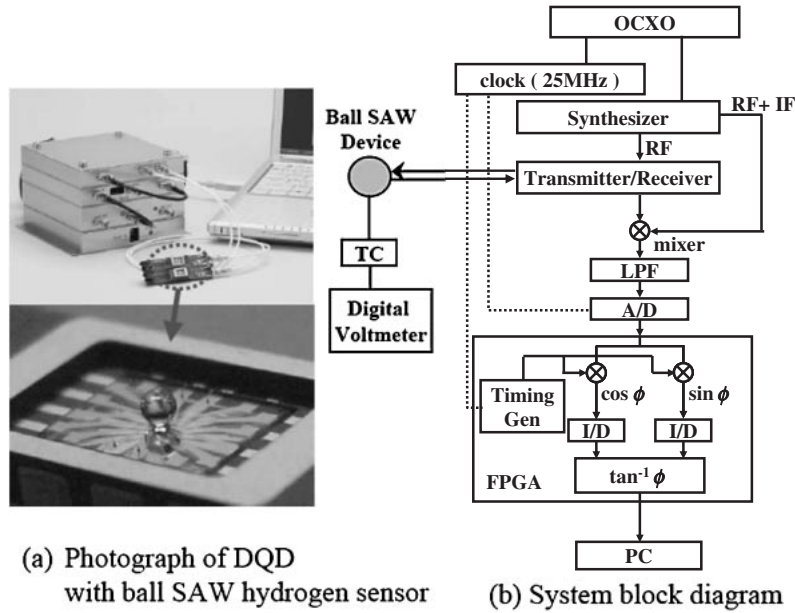 OCXO
clock ( 25MHz )
RF+ IF
Synthesizer
Ball SAW
Device
RF
Transmitter/Receiver
mixer
TC
LPF
Digital
Voltmeter
A/D
Timing
Gen
cos ϕ
sin ϕ
I/D
I/D
FPGA
tan⁻¹ ϕ
PC
(a) Photograph of DQD
with ball SAW hydrogen sensor
(b) System block diagram